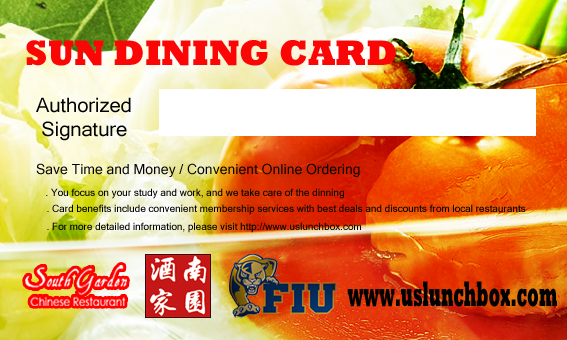 SUN DINING CARD
Authorized
Signature
Save Time and Money / Convenient Online Ordering
. You focus on your study and work, and we take care of the dinning
. Card benefits include convenient membership services with best deals and discounts from local restaurants
. For more detailed information, please visit http://www.uslunchbox.com
South Garden
Chinese Restaurant
酒南
家園
FIU
www.uslunchbox.com